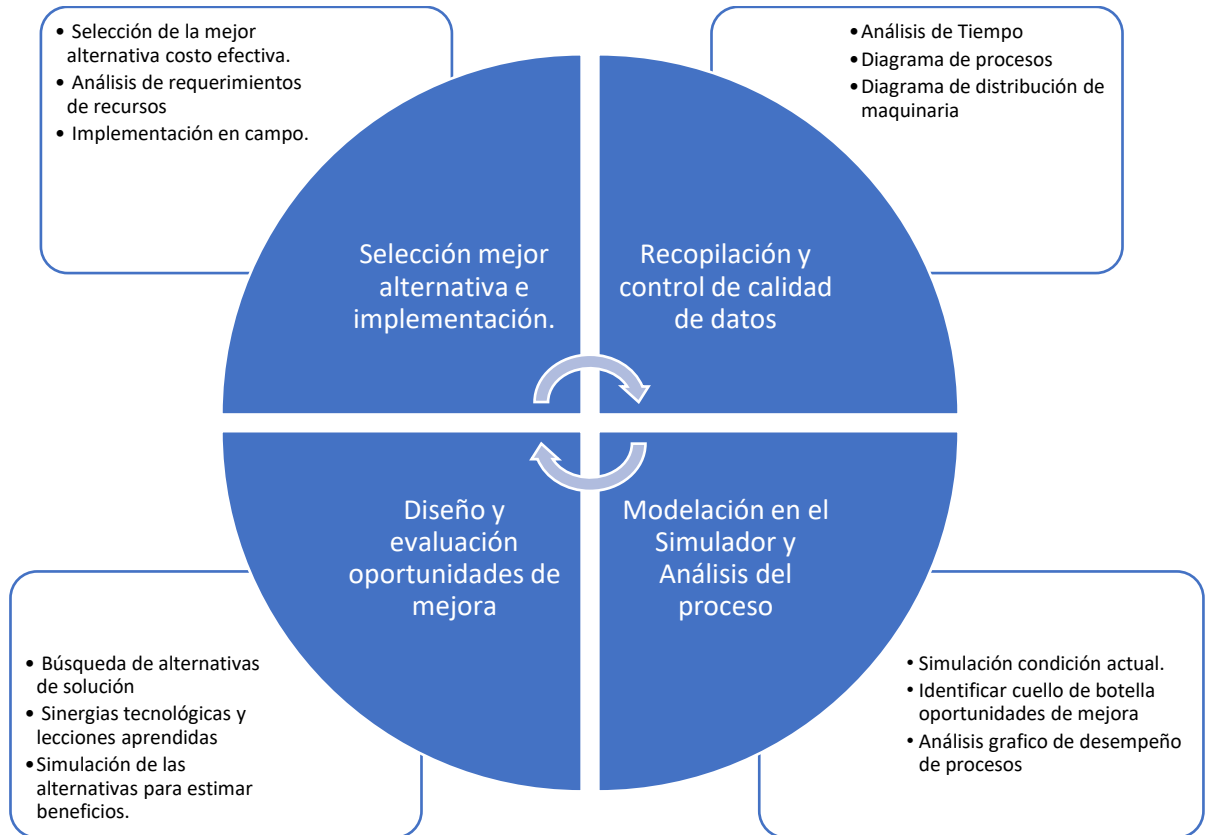 • Selección de la mejor
alternativa costo efectiva.
• Análisis de requerimientos
de recursos
• Implementación en campo.
•Análisis de Tiempo
•Diagrama de procesos
•Diagrama de distribución de
maquinaria
Selección mejor
alternativa e
implementación.
Recopilación y
control de calidad
de datos
Diseño y
evaluación
oportunidades de
mejora
Modelación en el
Simulador y
Análisis del
proceso
• Búsqueda de alternativas
de solución
• Sinergias tecnológicas y
lecciones aprendidas
•Simulación de las
alternativas para estimar
beneficios.
• Simulación condición actual.
• Identificar cuello de botella
oportunidades de mejora
• Análisis grafico de desempeño
de procesos